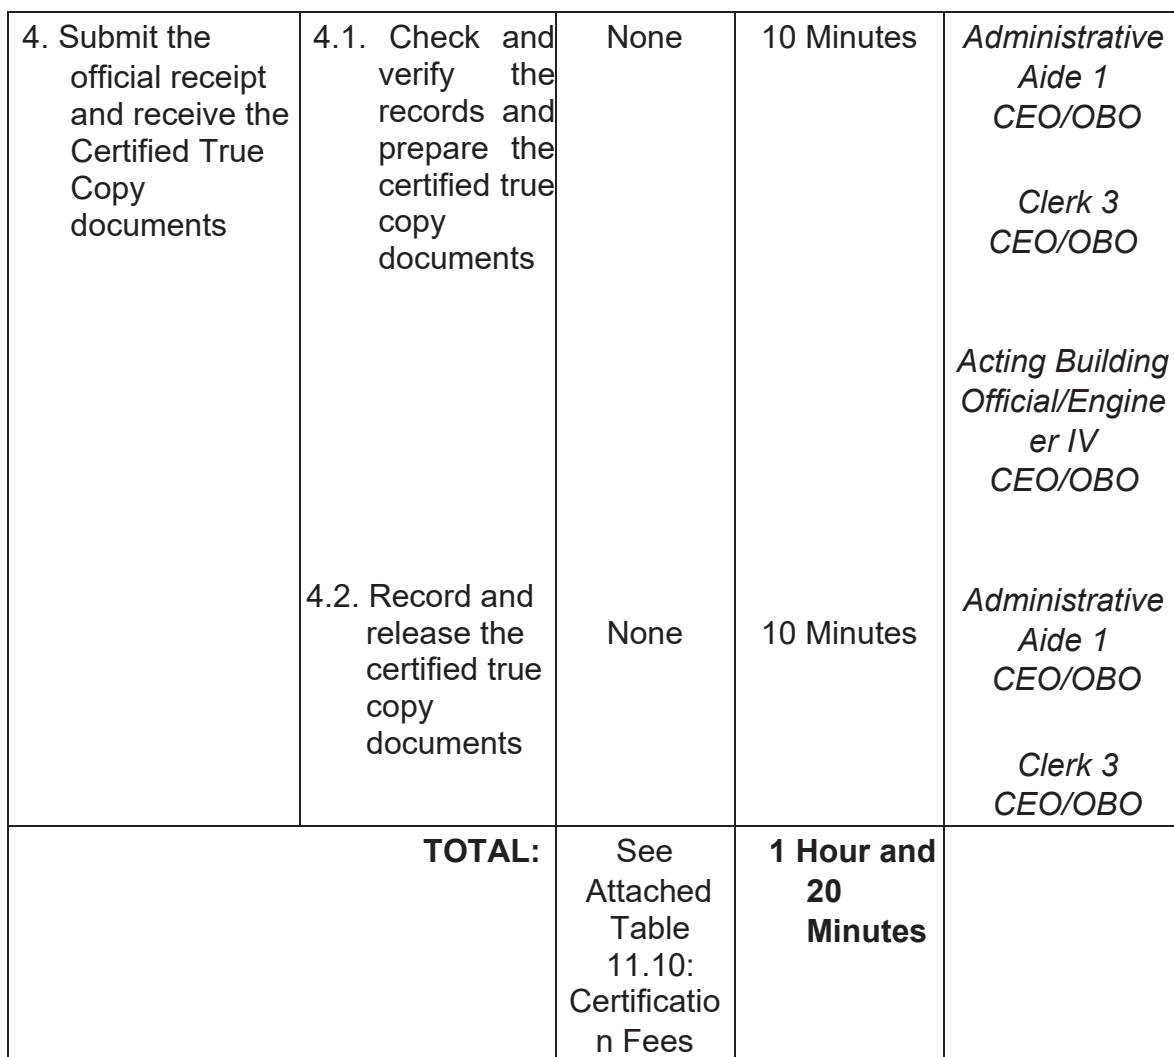 4. Submit the
official receipt
and receive the
Certified True
Copy
documents
4.1. Check and
verify the
records and
prepare the
certified true
copy
documents
None
10 Minutes
Administrative
Aide 1
CEO/OBO
Clerk 3
CEO/OBO
Acting Building
Official/Engine
er IV
CEO/OBO
4.2. Record and
release the
certified true
copy
documents
None
10 Minutes
Administrative
Aide 1
CEO/OBO
Clerk 3
CEO/OBO
TOTAL:
See
Attached
Table
11.10:
Certificatio
n Fees
1 Hour and
20
Minutes